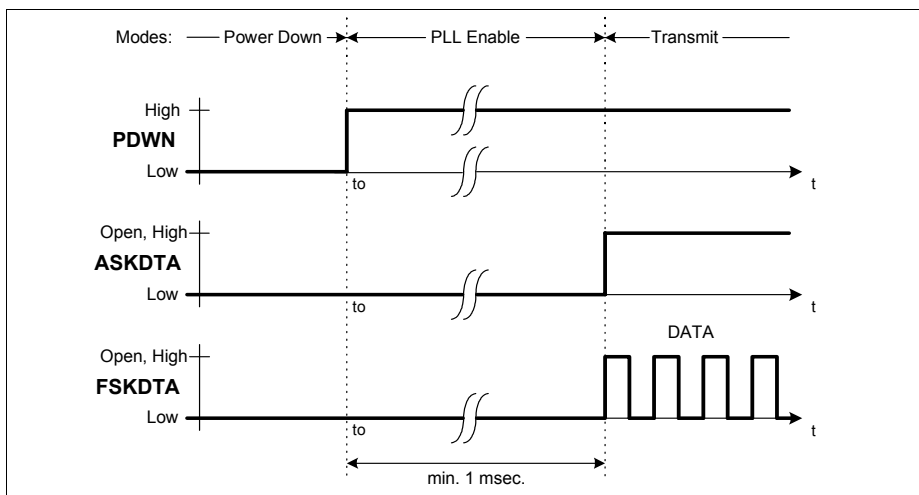 Modes: Power Down PLL Enable Transmit
High
PDWN
Low
to
t
Open, High
ASKDTA
Low
to
t
DATA
Open, High
FSKDTA
Low
to
t
min. 1 msec.